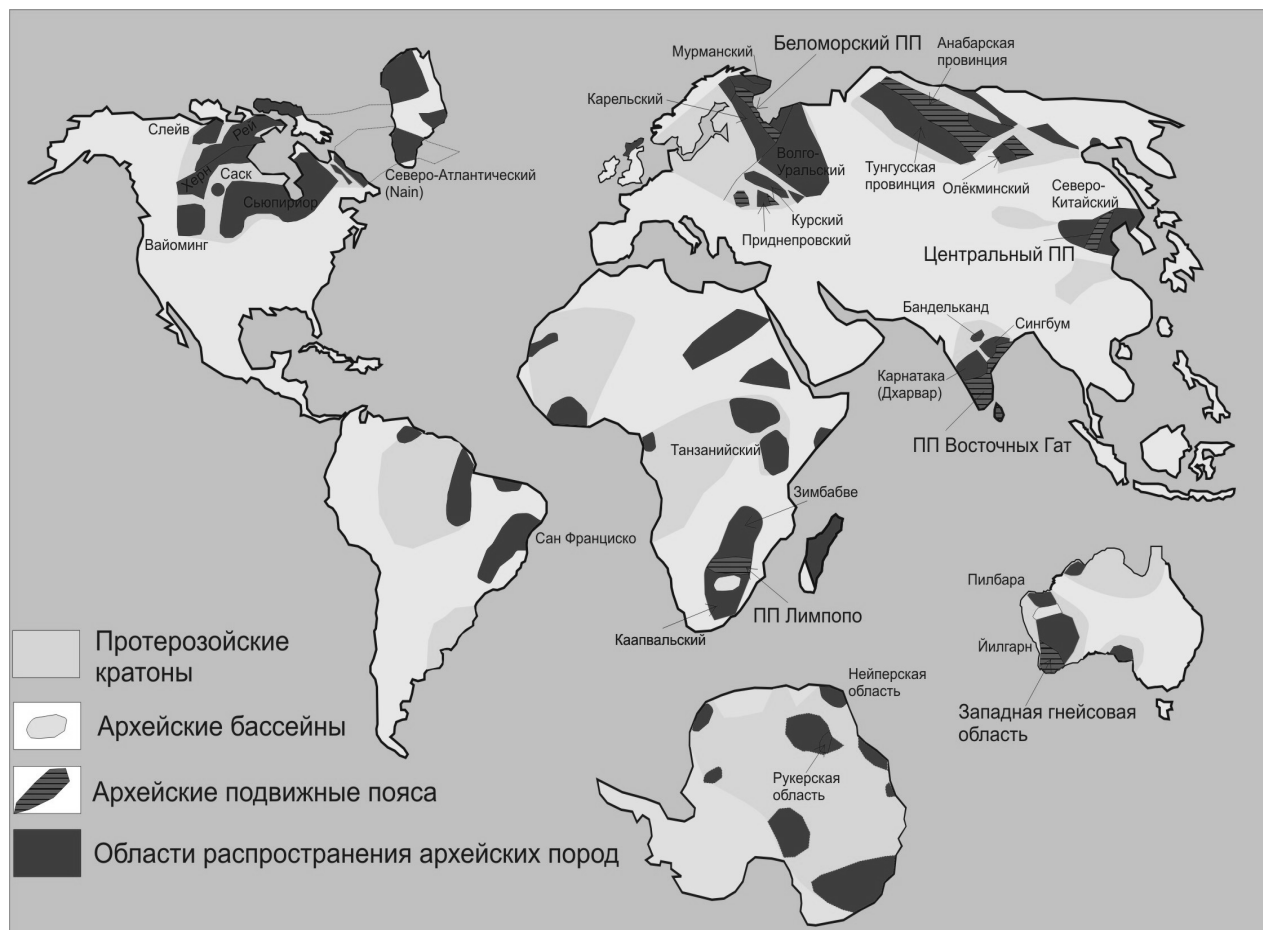 Мурманский
Беломорский ПП
Анабарская
провинция
Карельский
Слейв
Рей
Херн
Саск
Сьюпириор
Вайоминг
Северо-Атлантический
(Nain)
Волго-
Уральский
Тунгусская
провинция
Олёкминский
Северо-
Китайский
Курский
Приднепровский
Центральный ПП
Бандельканд
Сингбум
Карнатака
(Дхарвар)
ПП Восточных Гат
Танзанийский
Зимбабве
Сан Франциско
ПП Лимпопо
Каапвальский
Пилбара
Йилгарн
Западная гнейсовая
область
Нейперская
область
Рукерская
область
Протерозойские
кратоны
Архейские бассейны
Архейские подвижные пояса
Области распространения архейских пород